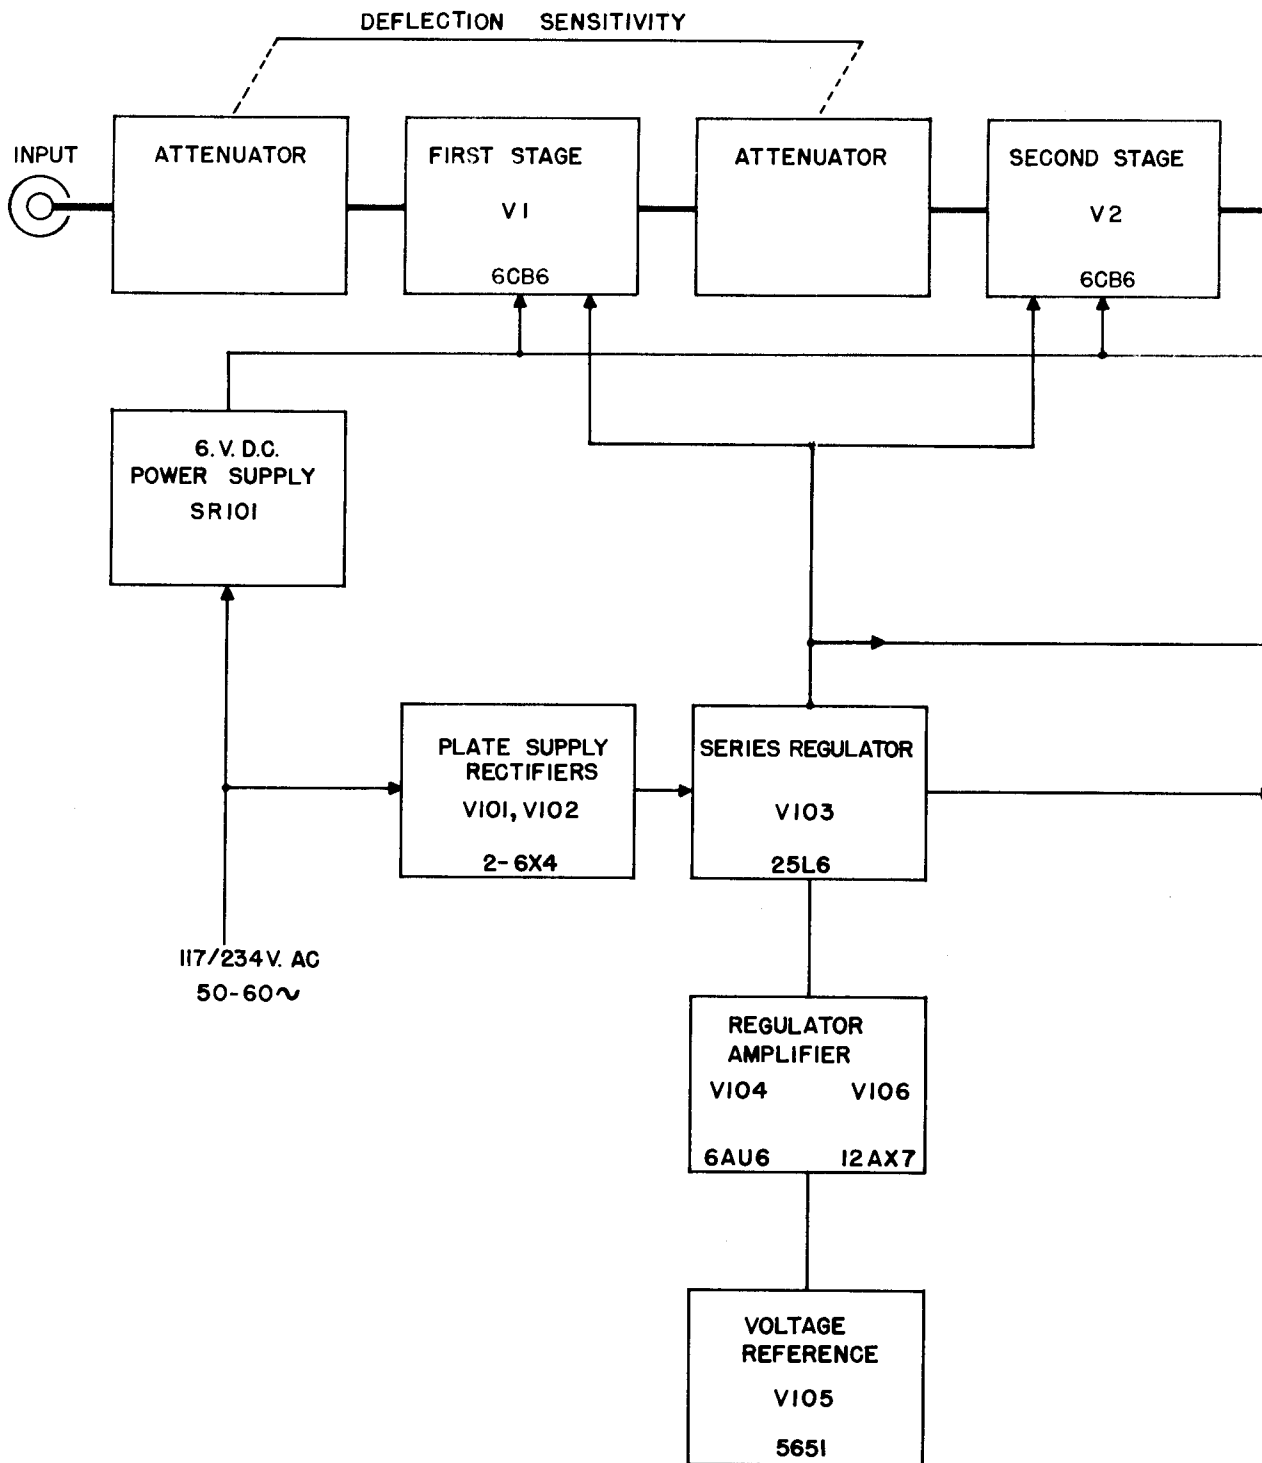 DEFLECTION SENSITIVITY
INPUT
ATTENUATOR
FIRST STAGE
V1
6CB6
ATTENUATOR
SECOND STAGE
V2
6CB6
6. V. D.C.
POWER SUPPLY
SR101
PLATE SUPPLY
RECTIFIERS
V101, V102
2-6X4
SERIES REGULATOR
V103
25L6
117/234V. AC
50-60~
REGULATOR
AMPLIFIER
V104 V106
6AU6 12AX7
VOLTAGE
REFERENCE
V105
5651